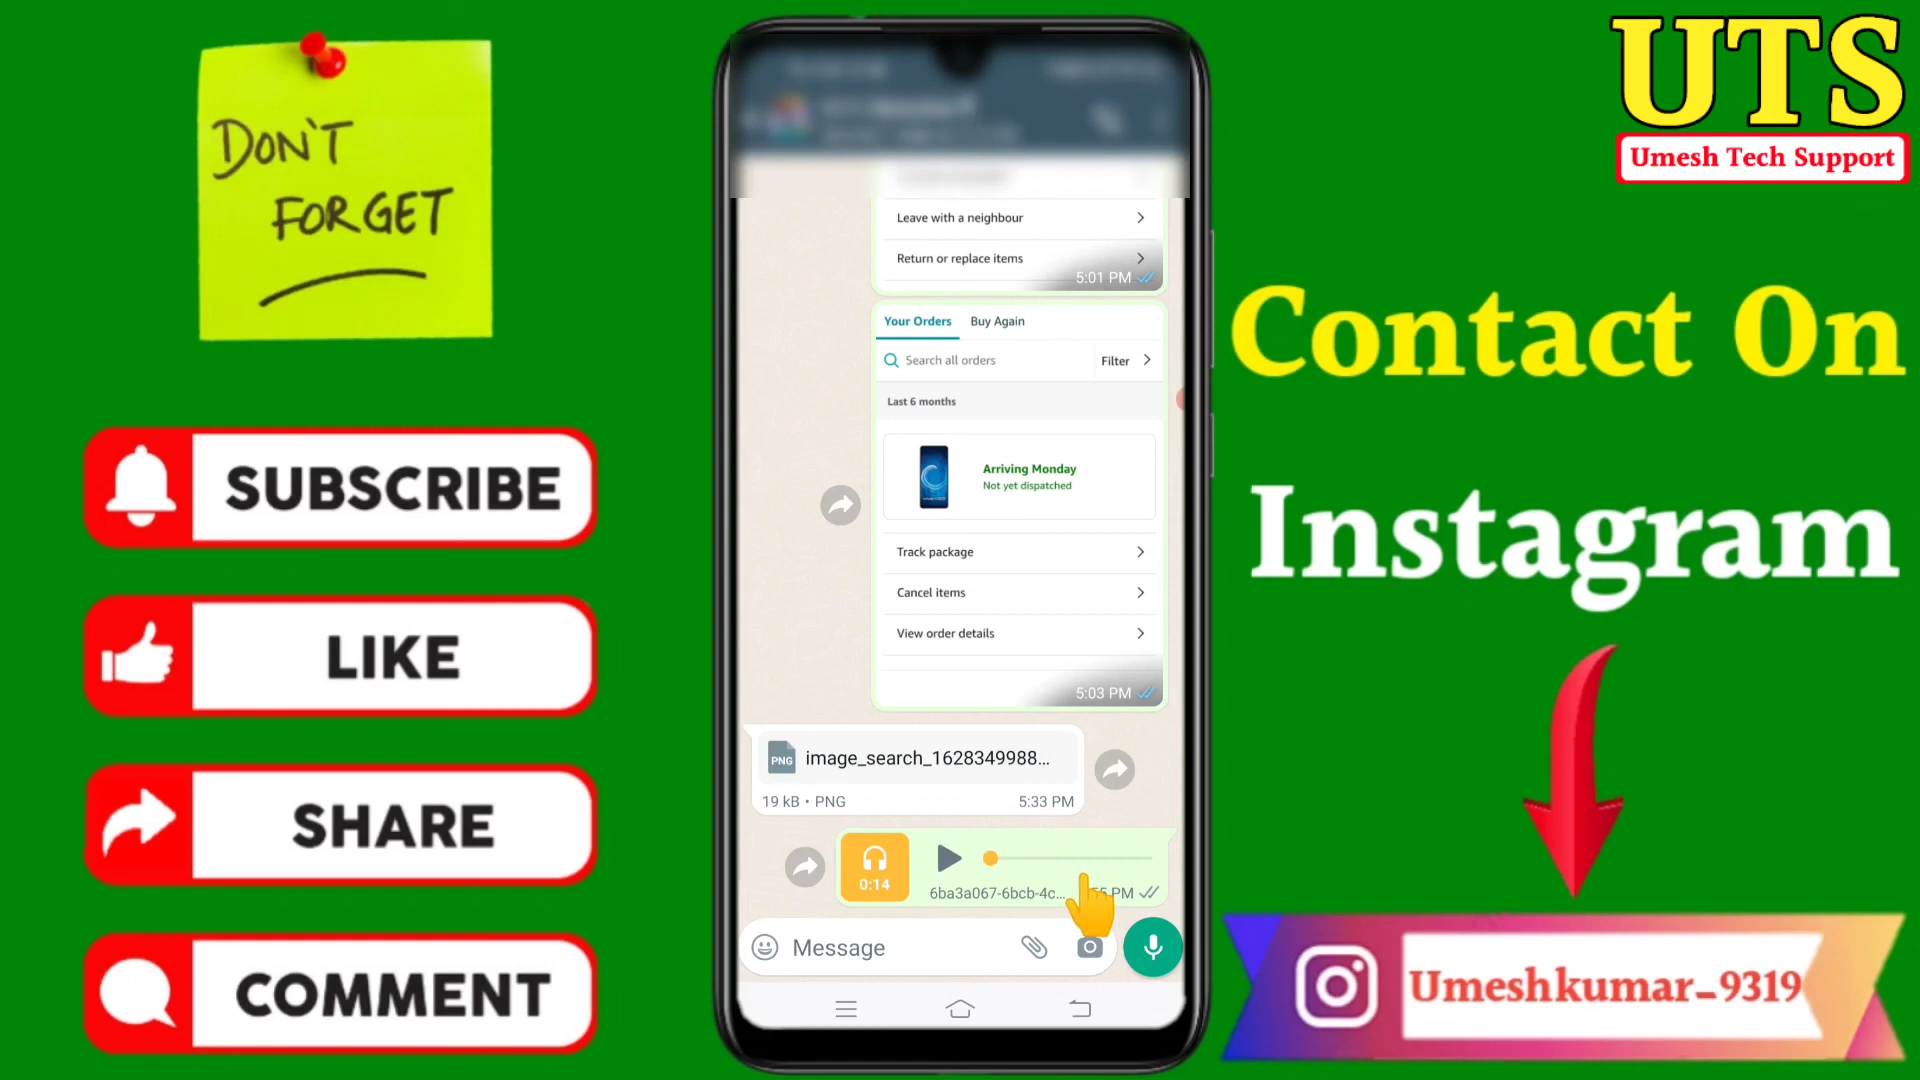 DON'T
FORGET
SUBSCRIBE
LIKE
SHARE
COMMENT
Leave with a neighbour
Return or replace items
5:01 PM
Your Orders Buy Again
Search all orders Filter
Last 6 months
Arriving Monday
Not yet dispatched
Track package
Cancel items
View order details
5:03 PM
PNG image_search_1628349988...
19 kB • PNG 5:33 PM
0:14
6ba3a067-6bcb-4c... PM
Message
UTS
Umesh Tech Support
Contact On
Instagram
Umeshkumar-9319